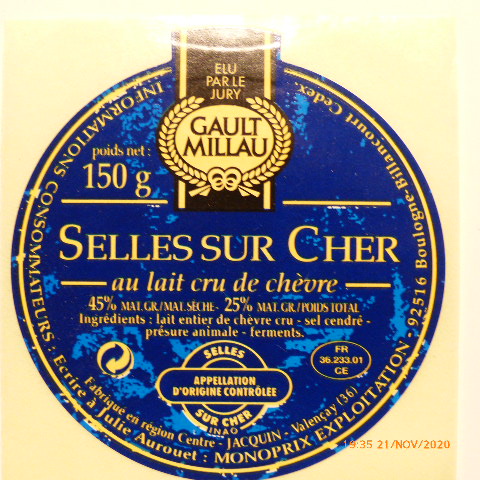 ELU
PAR LE
JURY
GAULT
MILLAU
poids net :
150 g
SELLES SUR CHER
au lait cru de chèvre
45% MAT.GR./MAT.SÈCHE - 25% MAT.GR./POIDS TOTAL
Ingrédients : lait entier de chèvre cru - sel cendré -
présure animale - ferments.
SELLES
APPELLATION
D'ORIGINE CONTRÔLÉE
SUR CHER
INAO
FR
36.233.01
CE
Fabriqué en région Centre - JACQUIN - Valençay (36)
INFORMATIONS CONSOMMATEURS : Ecrire à Julie Aurouet : MONOPRIX EXPLOITATION - 92516 Boulogne-Billancourt Cedex.
19:35 21/NOV/2020